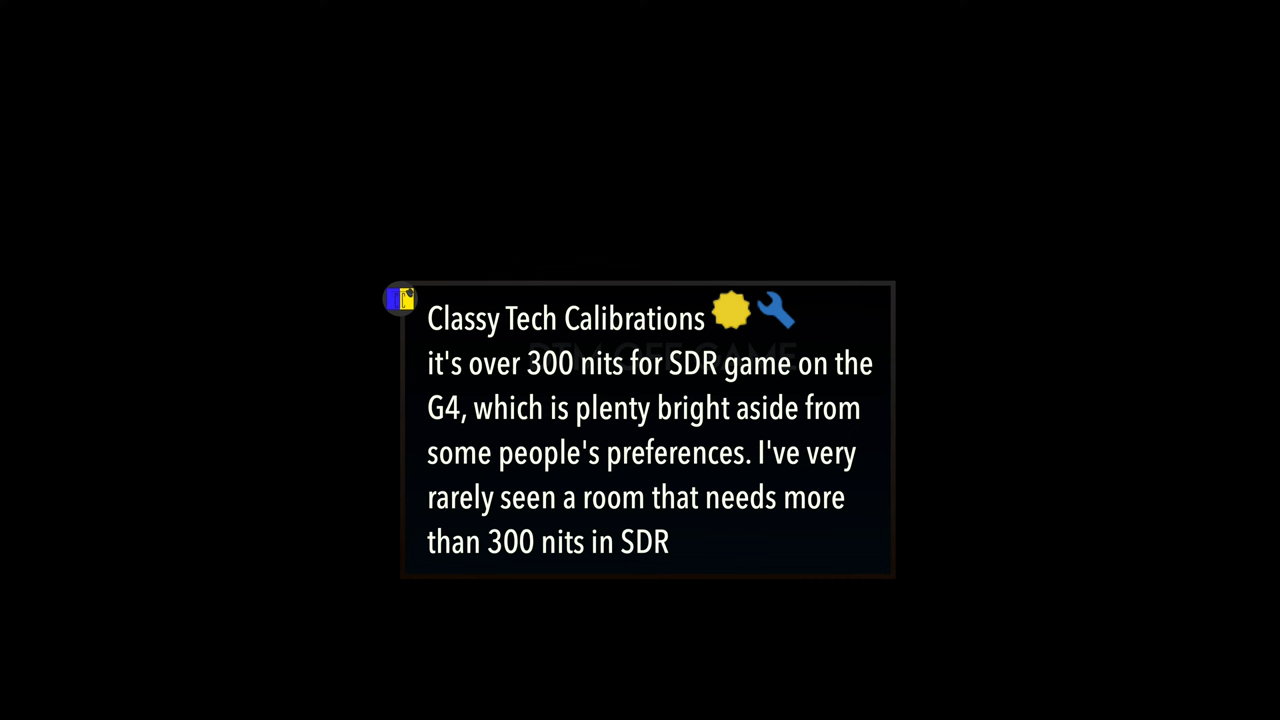 Classy Tech Calibrations
it's over 300 nits for SDR game on the
G4, which is plenty bright aside from
some people's preferences. I've very
rarely seen a room that needs more
than 300 nits in SDR